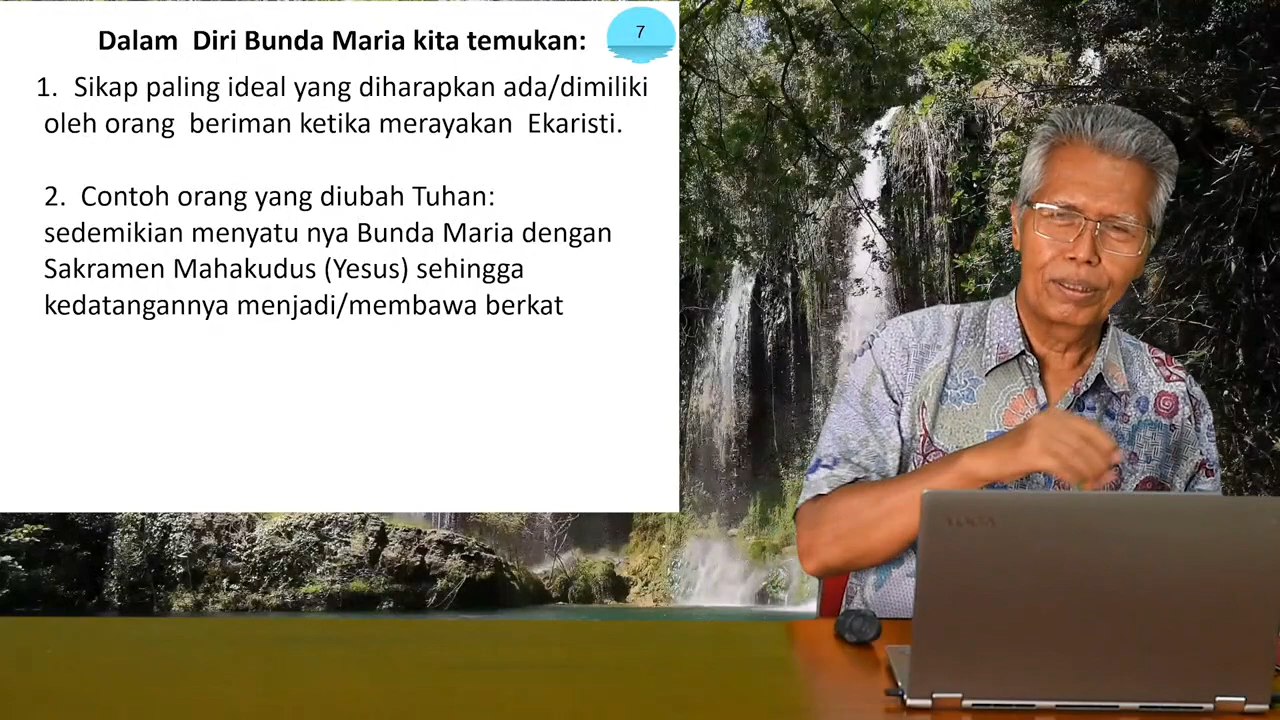 Dalam Diri Bunda Maria kita temukan:
7
1. Sikap paling ideal yang diharapkan ada/dimiliki
oleh orang beriman ketika merayakan Ekaristi.
2. Contoh orang yang diubah Tuhan:
sedemikian menyatu nya Bunda Maria dengan
Sakramen Mahakudus (Yesus) sehingga
kedatangannya menjadi/membawa berkat